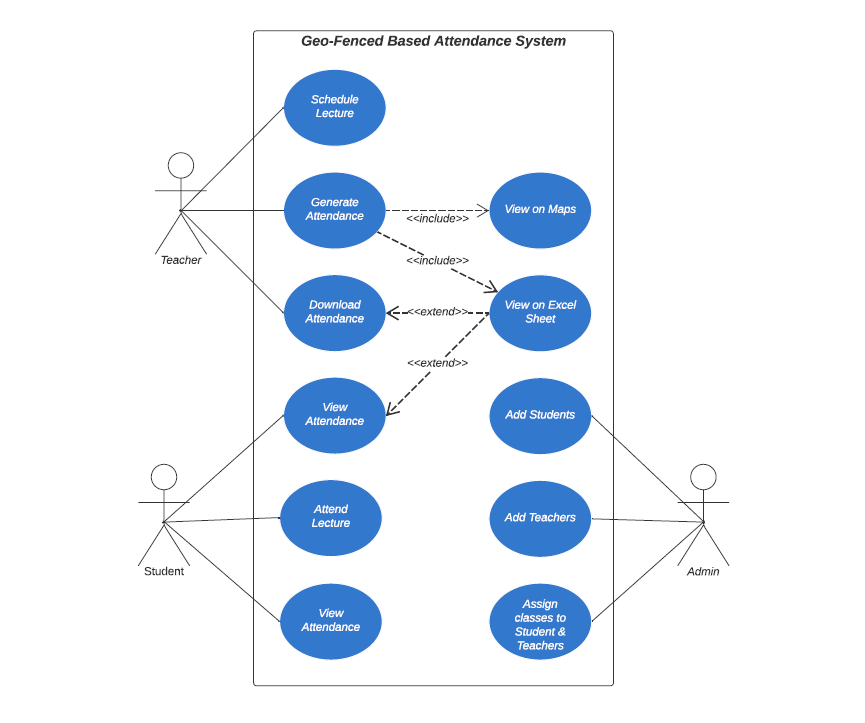 Geo-Fenced Based Attendance System
Schedule
Lecture
Generate
Attendance
<<include>>
View on Maps
Teacher
<<include>>
Download
Attendance
<<extend>>
View on Excel
Sheet
<<extend>>
View
Attendance
Add Students
Attend
Lecture
Add Teachers
Student
Admin
View
Attendance
Assign
classes to
Student &
Teachers